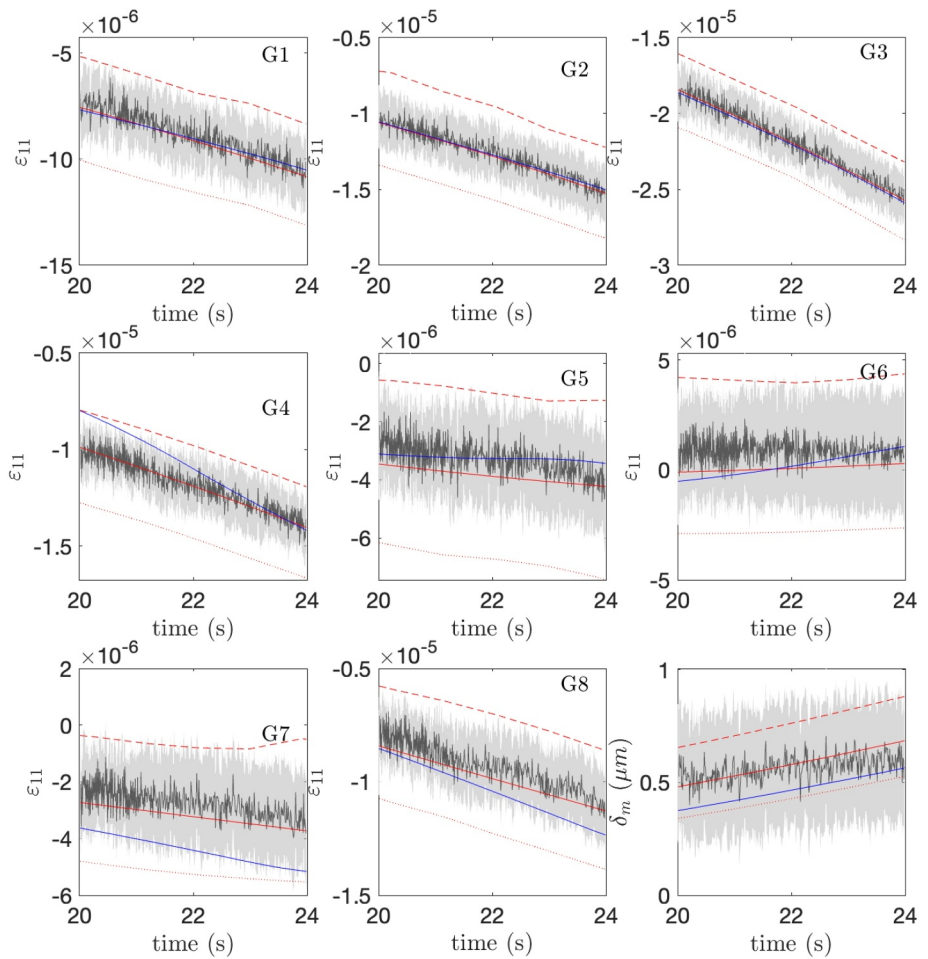 ×10⁻⁶ ×10⁻⁵ ×10⁻⁵
-5 -0.5 -1.5
G1 G2 G3
-1 -2
ε₁₁ -10 ε₁₁ ε₁₁
-1.5 -2.5
-15 -2 -3
20 22 24 20 22 24 20 22 24
time (s) time (s) time (s)
×10⁻⁵ ×10⁻⁶ ×10⁻⁶
-0.5 0 5
G4 G5 G6
-2
ε₁₁ -1 ε₁₁ ε₁₁ 0
-4
-1.5 -6
-5
20 22 24 20 22 24 20 22 24
time (s) time (s) time (s)
×10⁻⁶ ×10⁻⁵
2 -0.5 1
G8
0 G7
ε₁₁ -2 ε₁₁ -1 δₘ (μm) 0.5
-4
-6 -1.5 0
20 22 24 20 22 24 20 22 24
time (s) time (s) time (s)